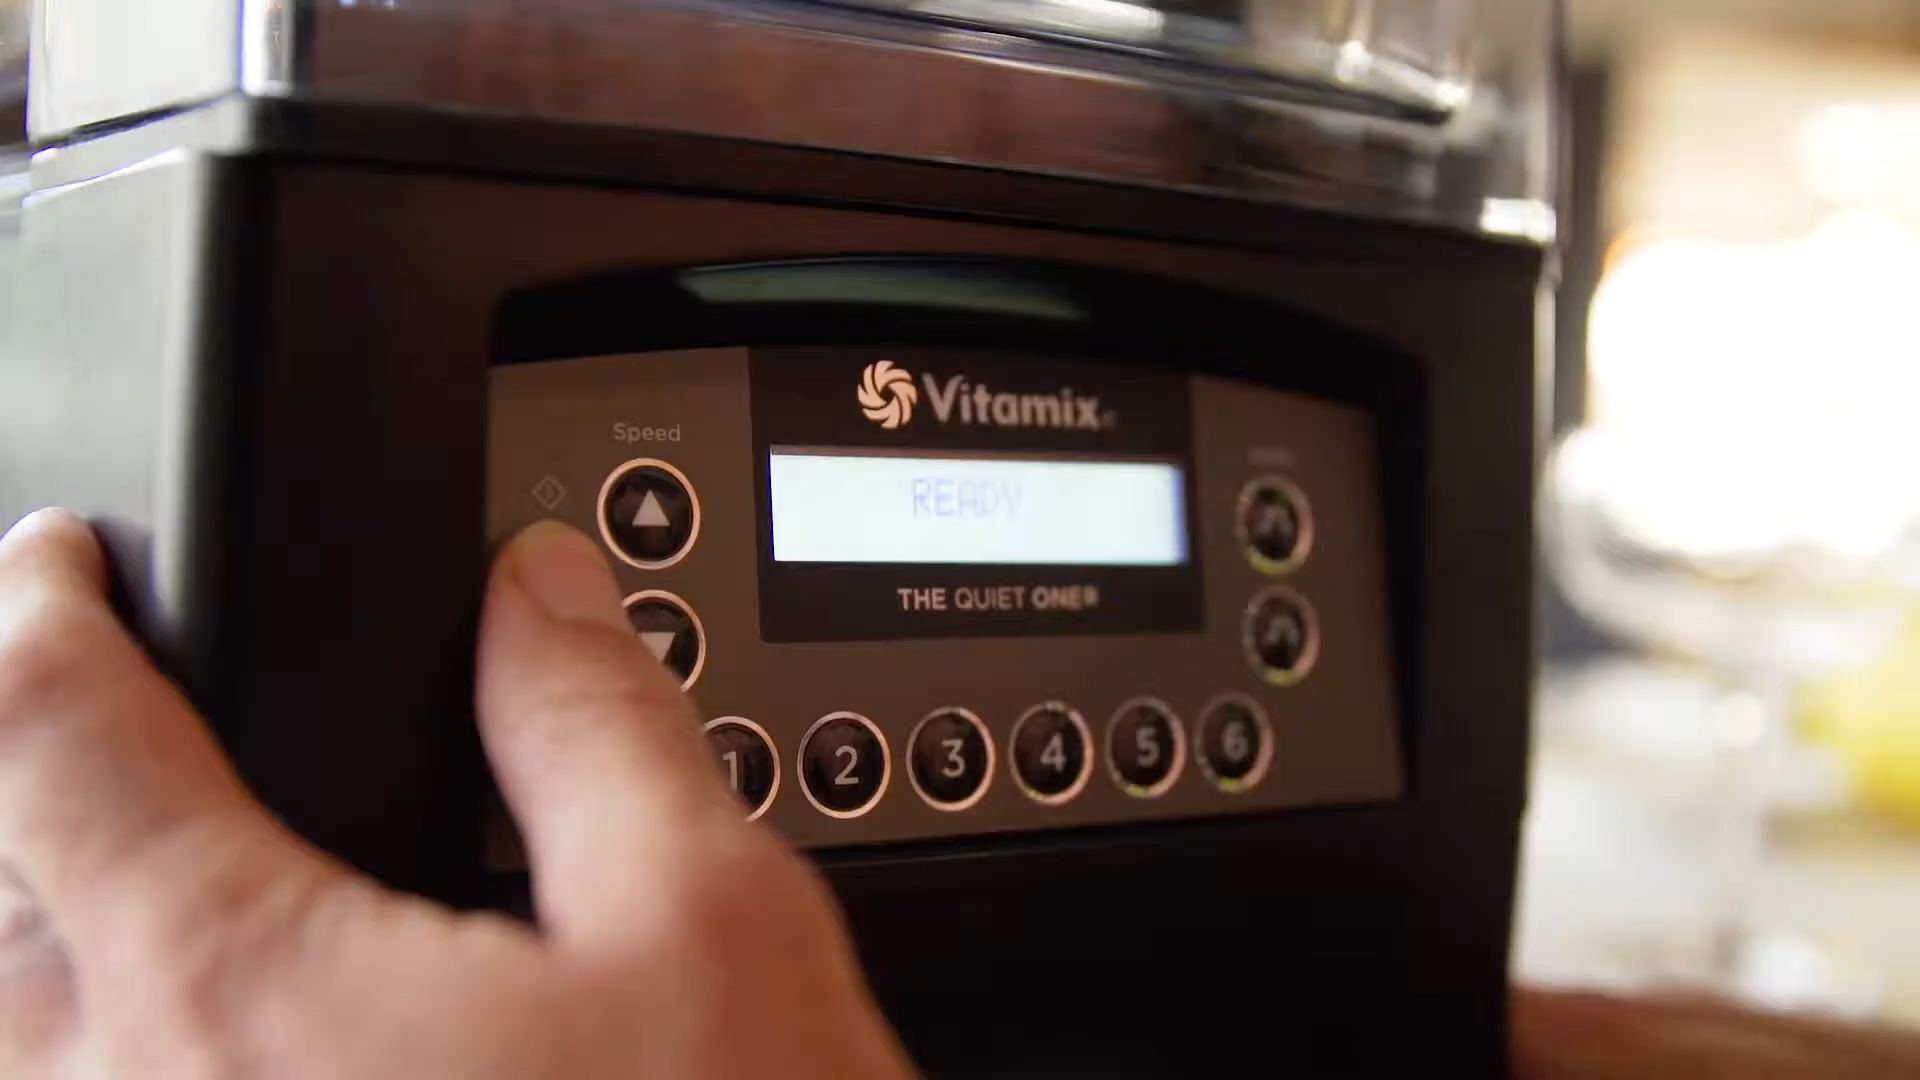 Vitamix
Speed
READY
THE QUIET ONE®
1 2 3 4 5 6